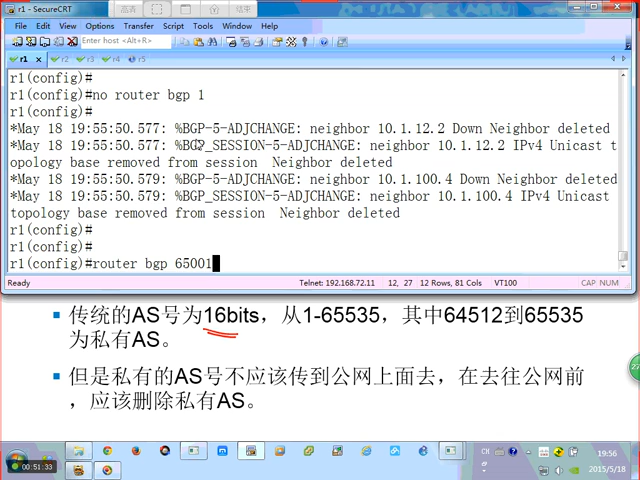 r1 - SecureCRT
高清
结束
File Edit View Options Transfer Script Tools Window Help
Enter host <Alt+R>
r1 r2 r3 r4 r5
r1(config)#
r1(config)#no router bgp 1
r1(config)#
*May 18 19:55:50.577: %BGP-5-ADJCHANGE: neighbor 10.1.12.2 Down Neighbor deleted
*May 18 19:55:50.577: %BGP_SESSION-5-ADJCHANGE: neighbor 10.1.12.2 IPv4 Unicast t
opology base removed from session  Neighbor deleted
*May 18 19:55:50.579: %BGP-5-ADJCHANGE: neighbor 10.1.100.4 Down Neighbor deleted
*May 18 19:55:50.579: %BGP_SESSION-5-ADJCHANGE: neighbor 10.1.100.4 IPv4 Unicast
topology base removed from session  Neighbor deleted
r1(config)#
r1(config)#
r1(config)#router bgp 65001
Ready Telnet: 192.168.72.11 12, 27 12 Rows, 81 Cols VT100 CAP NUM
传统的AS号为16bits，从1-65535，其中64512到65535
为私有AS。
但是私有的AS号不应该传到公网上面去，在去往公网前
，应该删除私有AS。
27
CN
19:56
2015/5/18
00:51:33